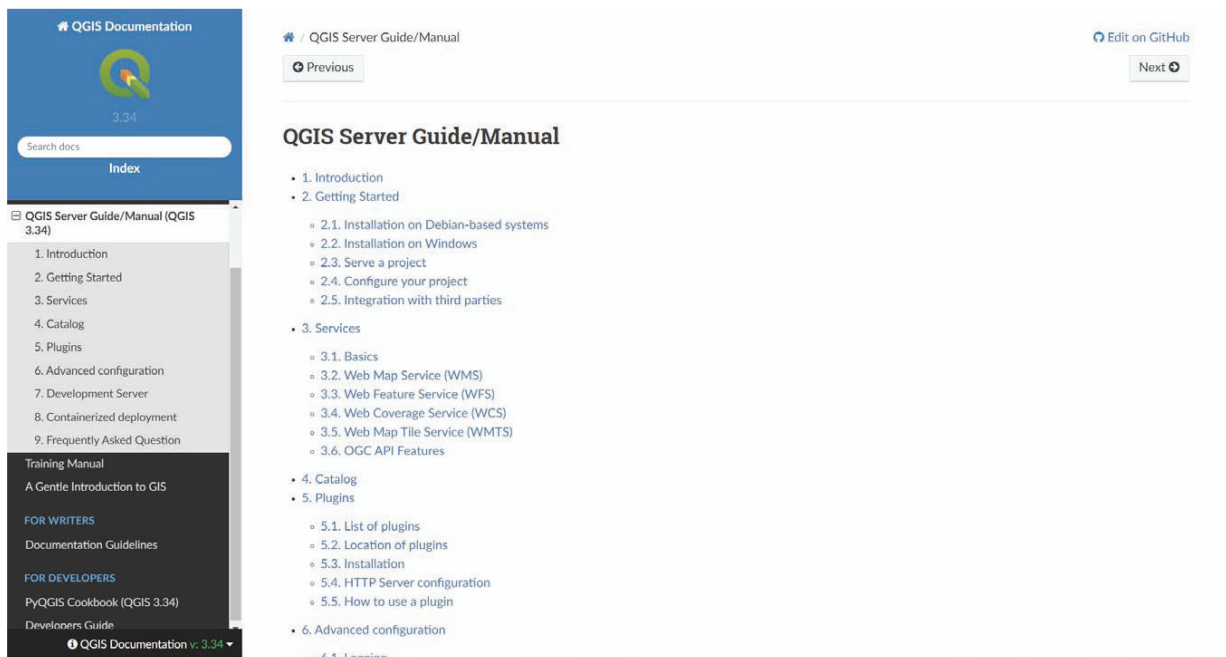 QGIS Documentation
3.34
Search docs
Index
QGIS Server Guide/Manual (QGIS
3.34)
1. Introduction
2. Getting Started
3. Services
4. Catalog
5. Plugins
6. Advanced configuration
7. Development Server
8. Containerized deployment
9. Frequently Asked Question
Training Manual
A Gentle Introduction to GIS
FOR WRITERS
Documentation Guidelines
FOR DEVELOPERS
PyQGIS Cookbook (QGIS 3.34)
Developers Guide
QGIS Documentation v: 3.34
/ QGIS Server Guide/Manual
Edit on GitHub
Previous
Next
QGIS Server Guide/Manual
1. Introduction
2. Getting Started
2.1. Installation on Debian-based systems
2.2. Installation on Windows
2.3. Serve a project
2.4. Configure your project
2.5. Integration with third parties
3. Services
3.1. Basics
3.2. Web Map Service (WMS)
3.3. Web Feature Service (WFS)
3.4. Web Coverage Service (WCS)
3.5. Web Map Tile Service (WMTS)
3.6. OGC API Features
4. Catalog
5. Plugins
5.1. List of plugins
5.2. Location of plugins
5.3. Installation
5.4. HTTP Server configuration
5.5. How to use a plugin
6. Advanced configuration
6.1. Logging